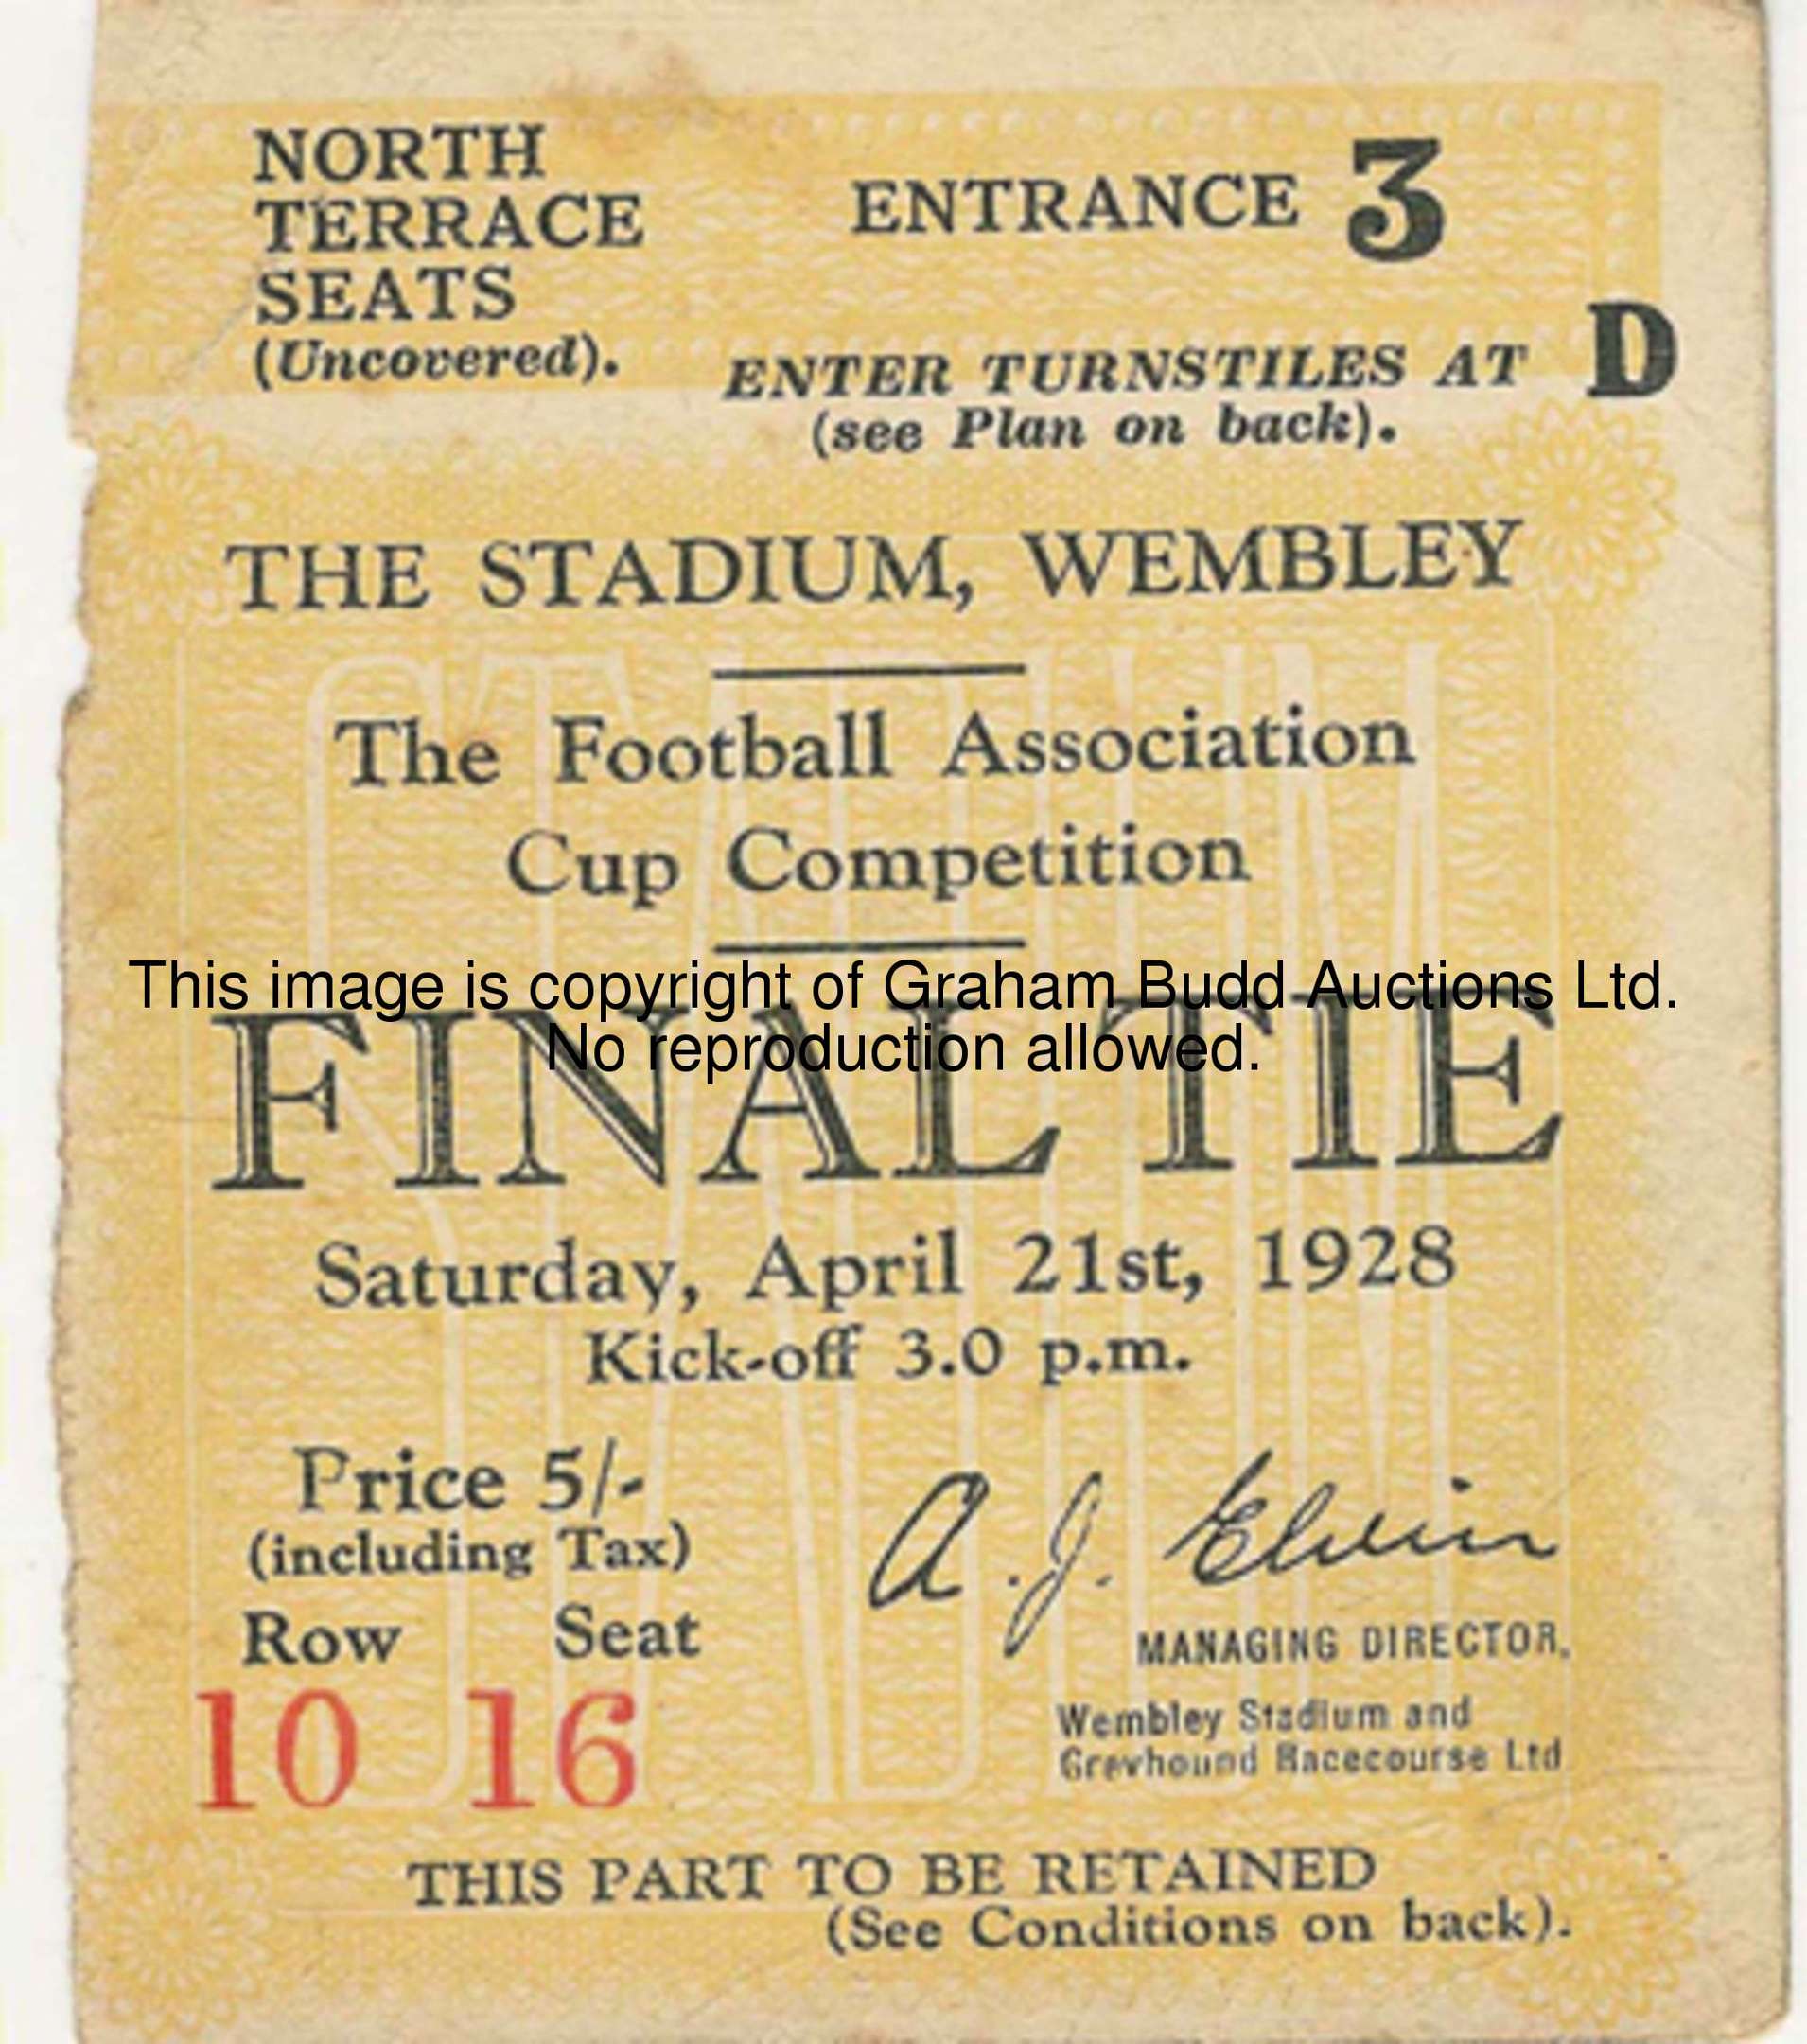 NORTH
TERRACE
SEATS
(Uncovered).
ENTRANCE 3
ENTER TURNSTILES AT D
(see Plan on back).
THE STADIUM, WEMBLEY
The Football Association
Cup Competition
This image is copyright of Graham Budd Auctions Ltd.
No reproduction allowed.
FINAL TIE
Saturday, April 21st, 1928
Kick-off 3.0 p.m.
Price 5/-
(including Tax)
Row Seat
10 16
A. J. Elvin
MANAGING DIRECTOR,
Wembley Stadium and
Greyhound Racecourse Ltd
THIS PART TO BE RETAINED
(See Conditions on back).
STADIUM